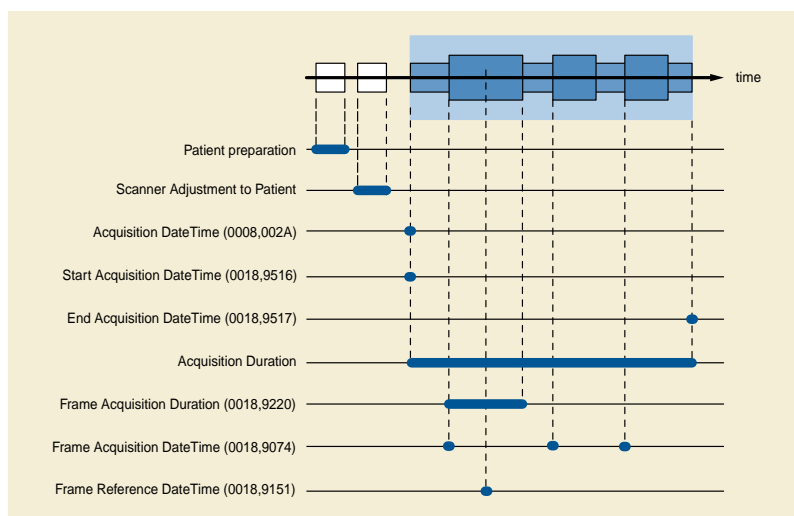 time
Patient preparation
Scanner Adjustment to Patient
Acquisition DateTime (0008,002A)
Start Acquisition DateTime (0018,9516)
End Acquisition DateTime (0018,9517)
Acquisition Duration
Frame Acquisition Duration (0018,9220)
Frame Acquisition DateTime (0018,9074)
Frame Reference DateTime (0018,9151)